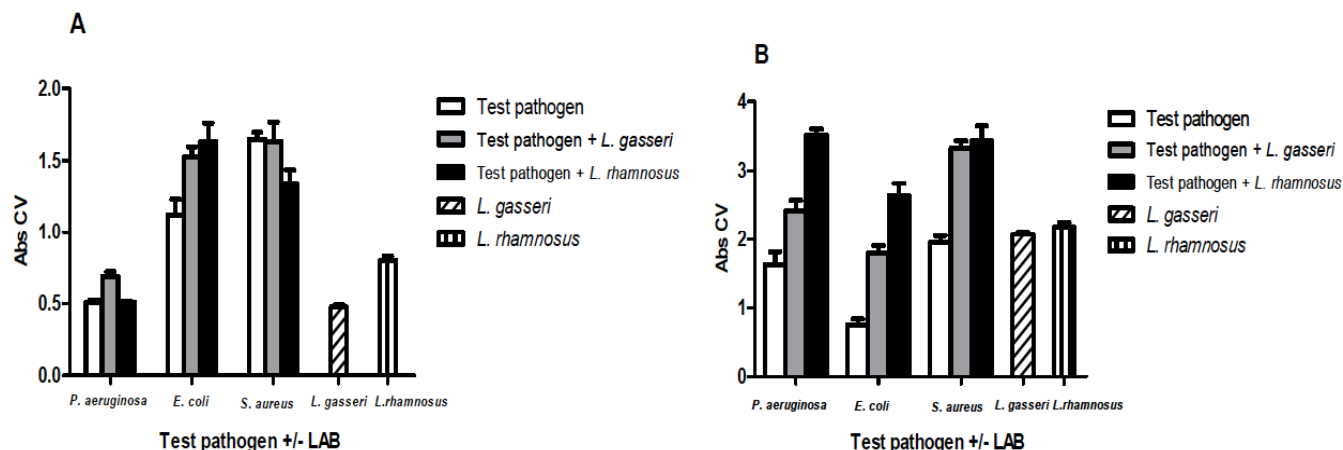 A
2.0
1.5
1.0
0.5
0.0
Abs CV
P. aeruginosa E. coli S. aureus L. gasseri L.rhamnosus
Test pathogen +/- LAB
Test pathogen
Test pathogen + L. gasseri
Test pathogen + L. rhamnosus
L. gasseri
L. rhamnosus
B
4
3
2
1
0
Abs CV
P. aeruginosa E. coli S. aureus L. gasseri L.rhamnosus
Test pathogen +/- LAB
Test pathogen
Test pathogen + L. gasseri
Test pathogen + L. rhamnosus
L. gasseri
L. rhamnosus